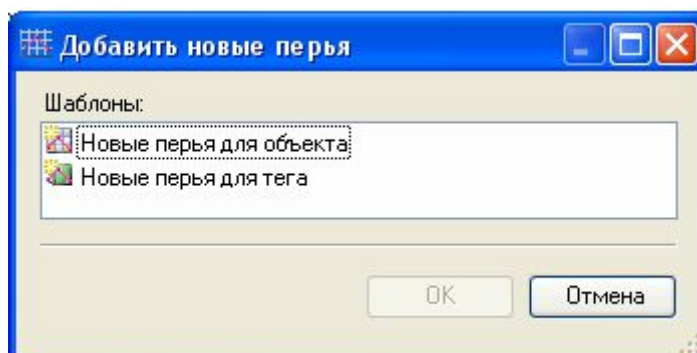 Добавить новые перья
Шаблоны:
Новые перья для объекта
Новые перья для тега
OK
Отмена